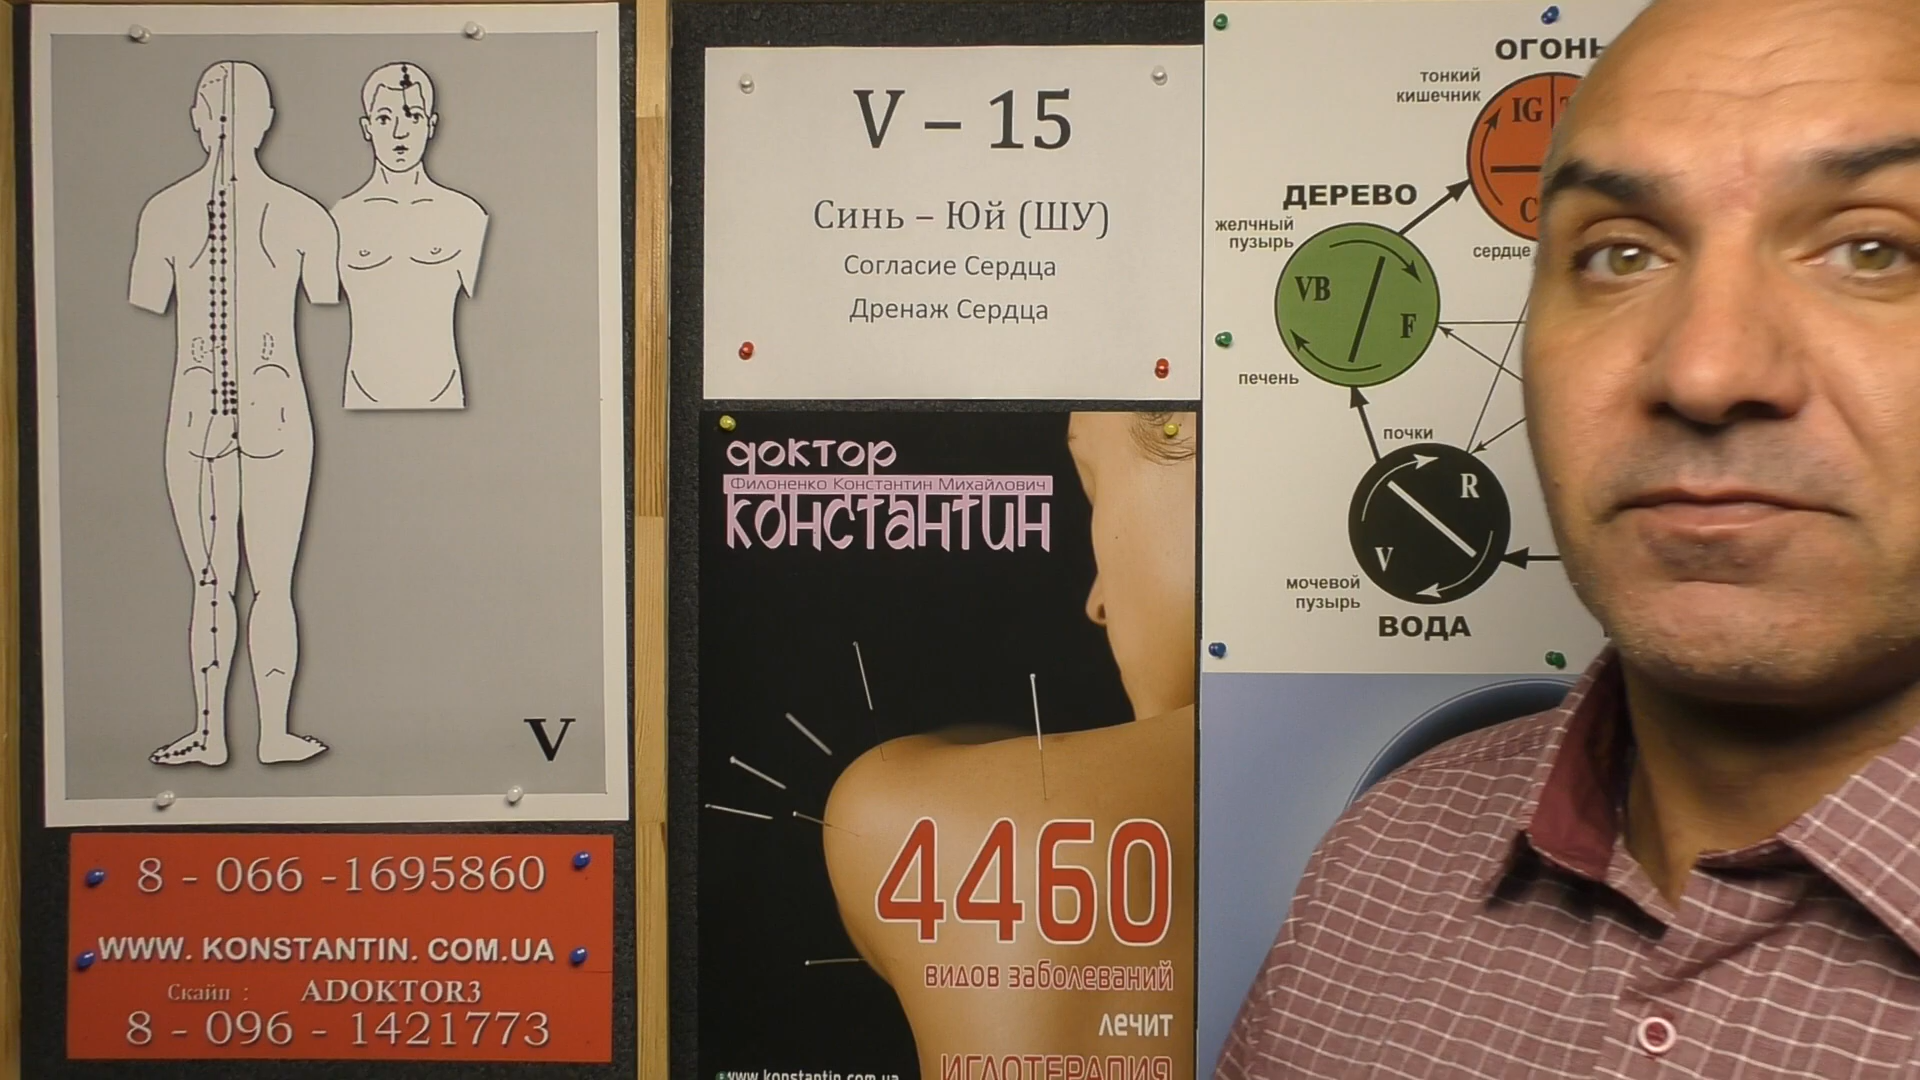 V
8 - 066 -1695860
WWW. KONSTANTIN. COM.UA
Скайп : ADOKTOR3
8 - 096 - 1421773
V – 15
Синь – Юй (ШУ)
Согласие Сердца
Дренаж Сердца
доктор
Филоненко Константин Михайлович
константин
4460
видов заболеваний
лечит
ИГЛОТЕРАПИЯ
www.konstantin.com.ua
ОГОНЬ
тонкий
кишечник
IG
C
сердце
ДЕРЕВО
желчный
пузырь
VB
F
печень
почки
R
V
мочевой
пузырь
ВОДА